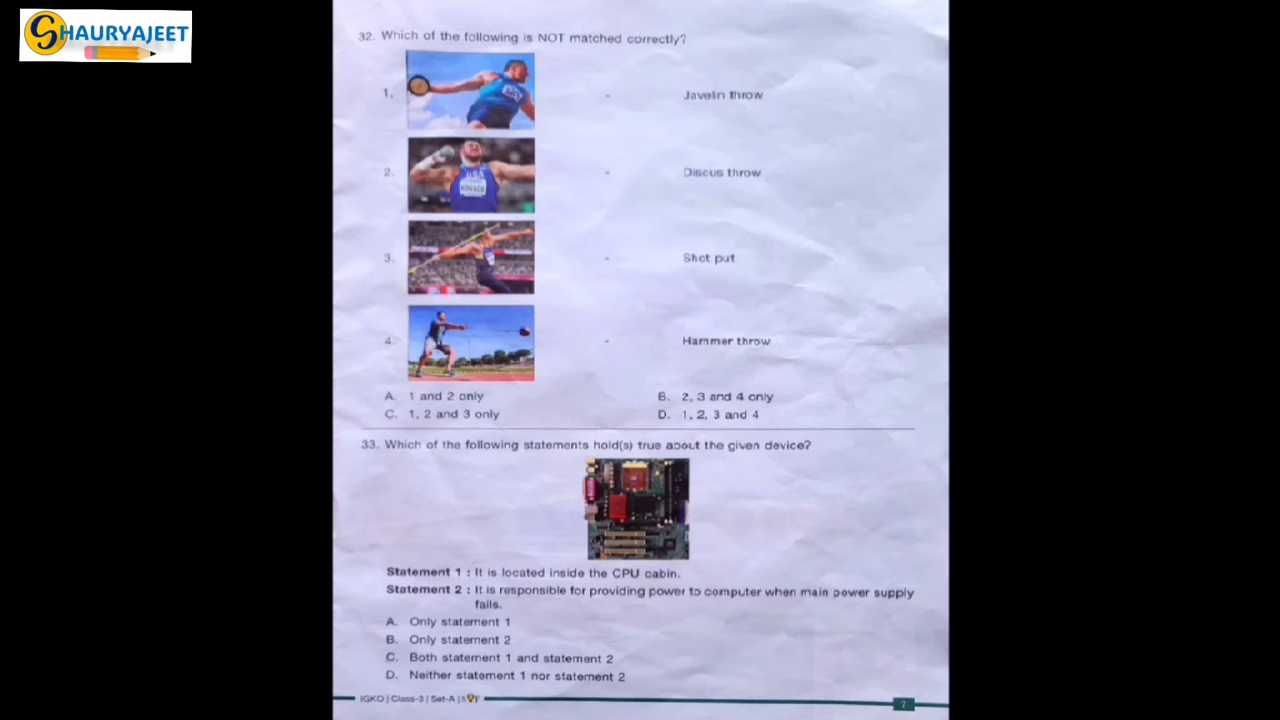 SHAURYAJEET
32. Which of the following is NOT matched correctly?
1. - Javelin throw
USA
KOVACS
2. - Discus throw
3. - Shot put
4. - Hammer throw
A. 1 and 2 only B. 2, 3 and 4 only
C. 1, 2 and 3 only D. 1, 2, 3 and 4
33. Which of the following statements hold(s) true about the given device?
Statement 1 : It is located inside the CPU cabin.
Statement 2 : It is responsible for providing power to computer when main power supply
fails.
A. Only statement 1
B. Only statement 2
C. Both statement 1 and statement 2
D. Neither statement 1 nor statement 2
IGKO | Class-3 | Set-A | 7